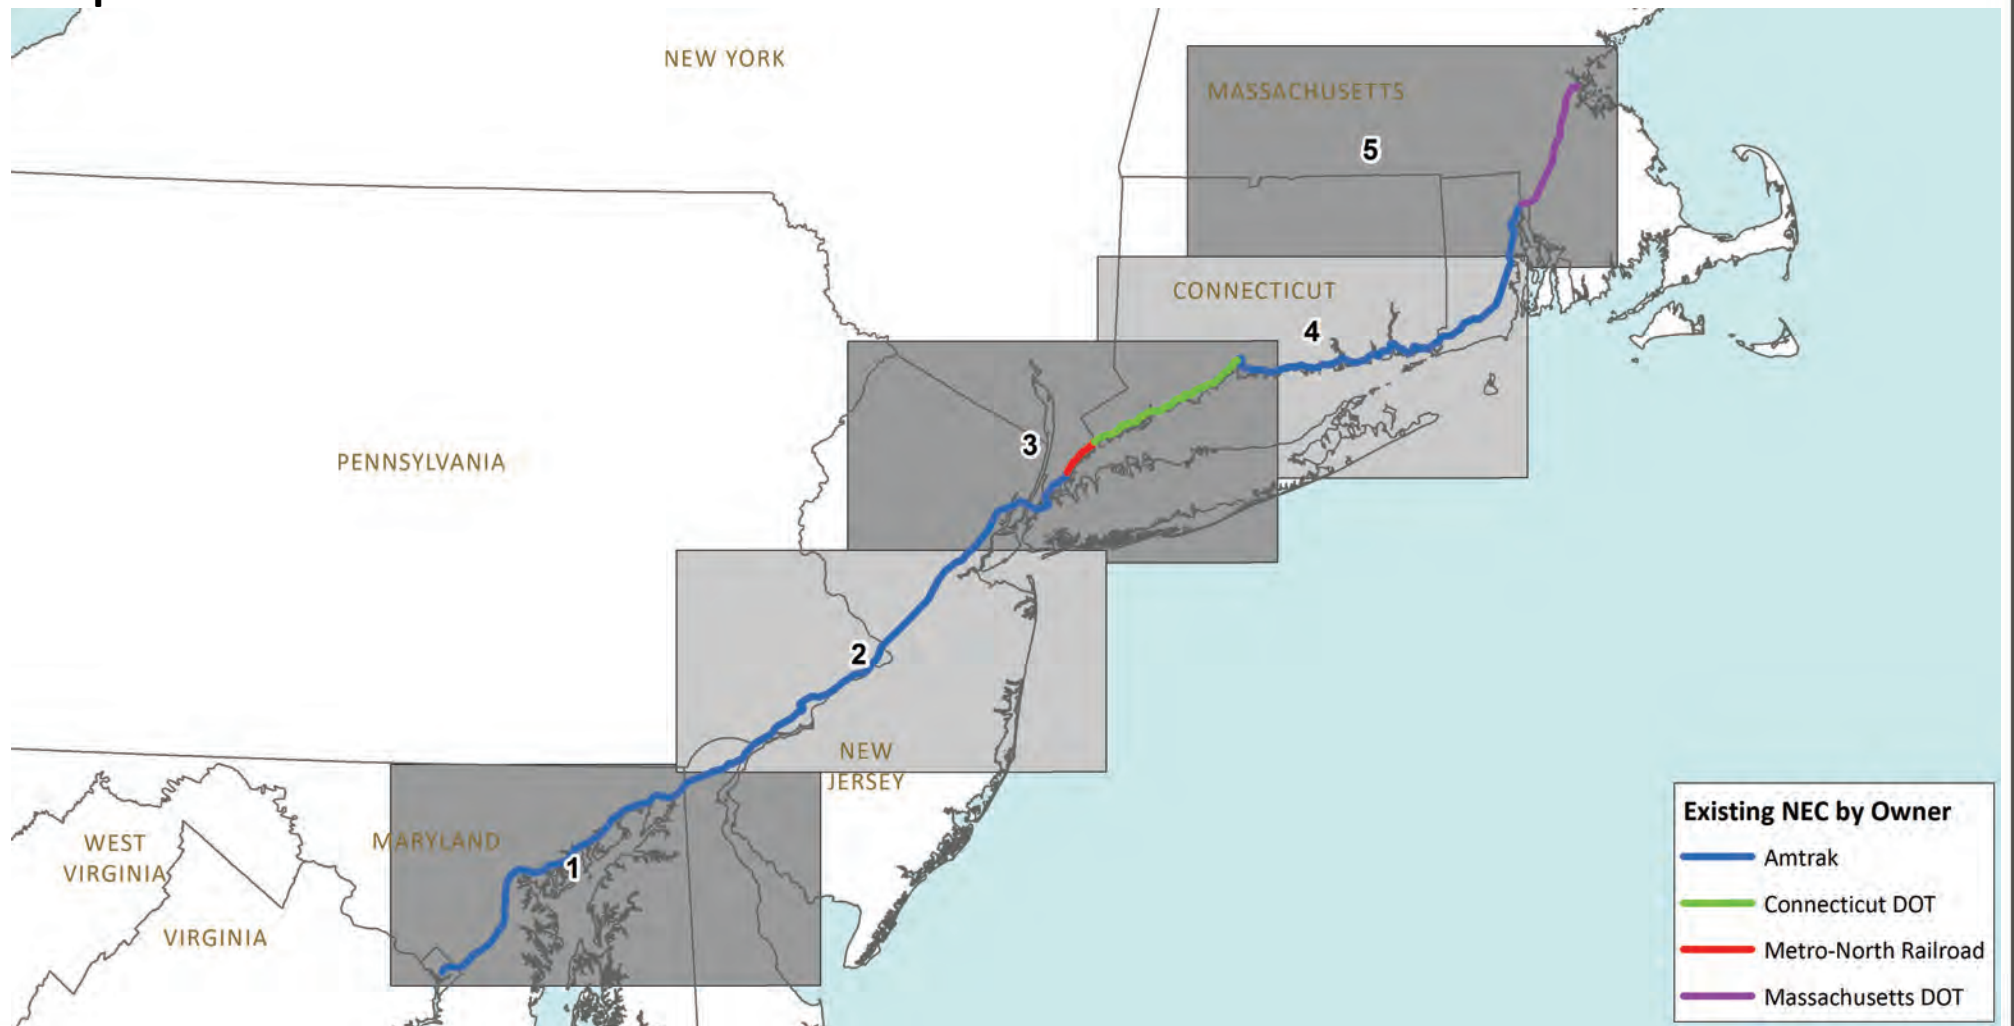 NEW YORK
MASSACHUSETTS
5
CONNECTICUT
4
3
PENNSYLVANIA
2
NEW
JERSEY
MARYLAND
1
WEST
VIRGINIA
VIRGINIA
Existing NEC by Owner
Amtrak
Connecticut DOT
Metro-North Railroad
Massachusetts DOT